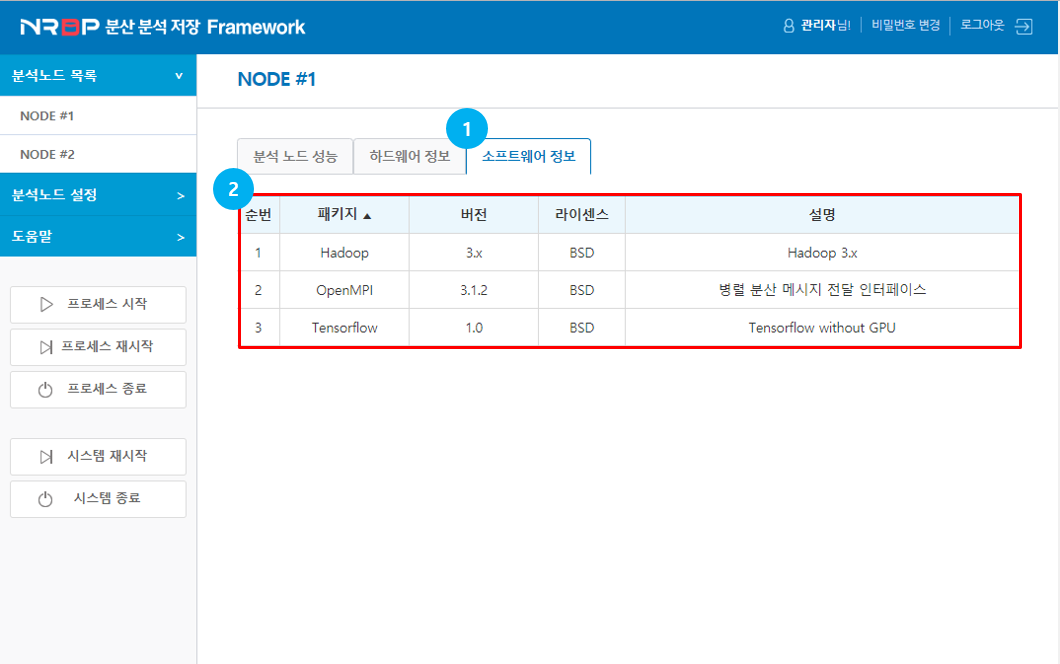 NRBP 분산 분석 저장 Framework
관리자님! 비밀번호 변경 로그아웃
분석노드 목록
NODE #1
NODE #2
분석노드 설정 >
도움말 >
프로세스 시작
프로세스 재시작
프로세스 종료
시스템 재시작
시스템 종료
NODE #1
1
분석 노드 성능 하드웨어 정보 소프트웨어 정보
2
순번 패키지 ▲ 버전 라이센스 설명
1 Hadoop 3.x BSD Hadoop 3.x
2 OpenMPI 3.1.2 BSD 병렬 분산 메시지 전달 인터페이스
3 Tensorflow 1.0 BSD Tensorflow without GPU